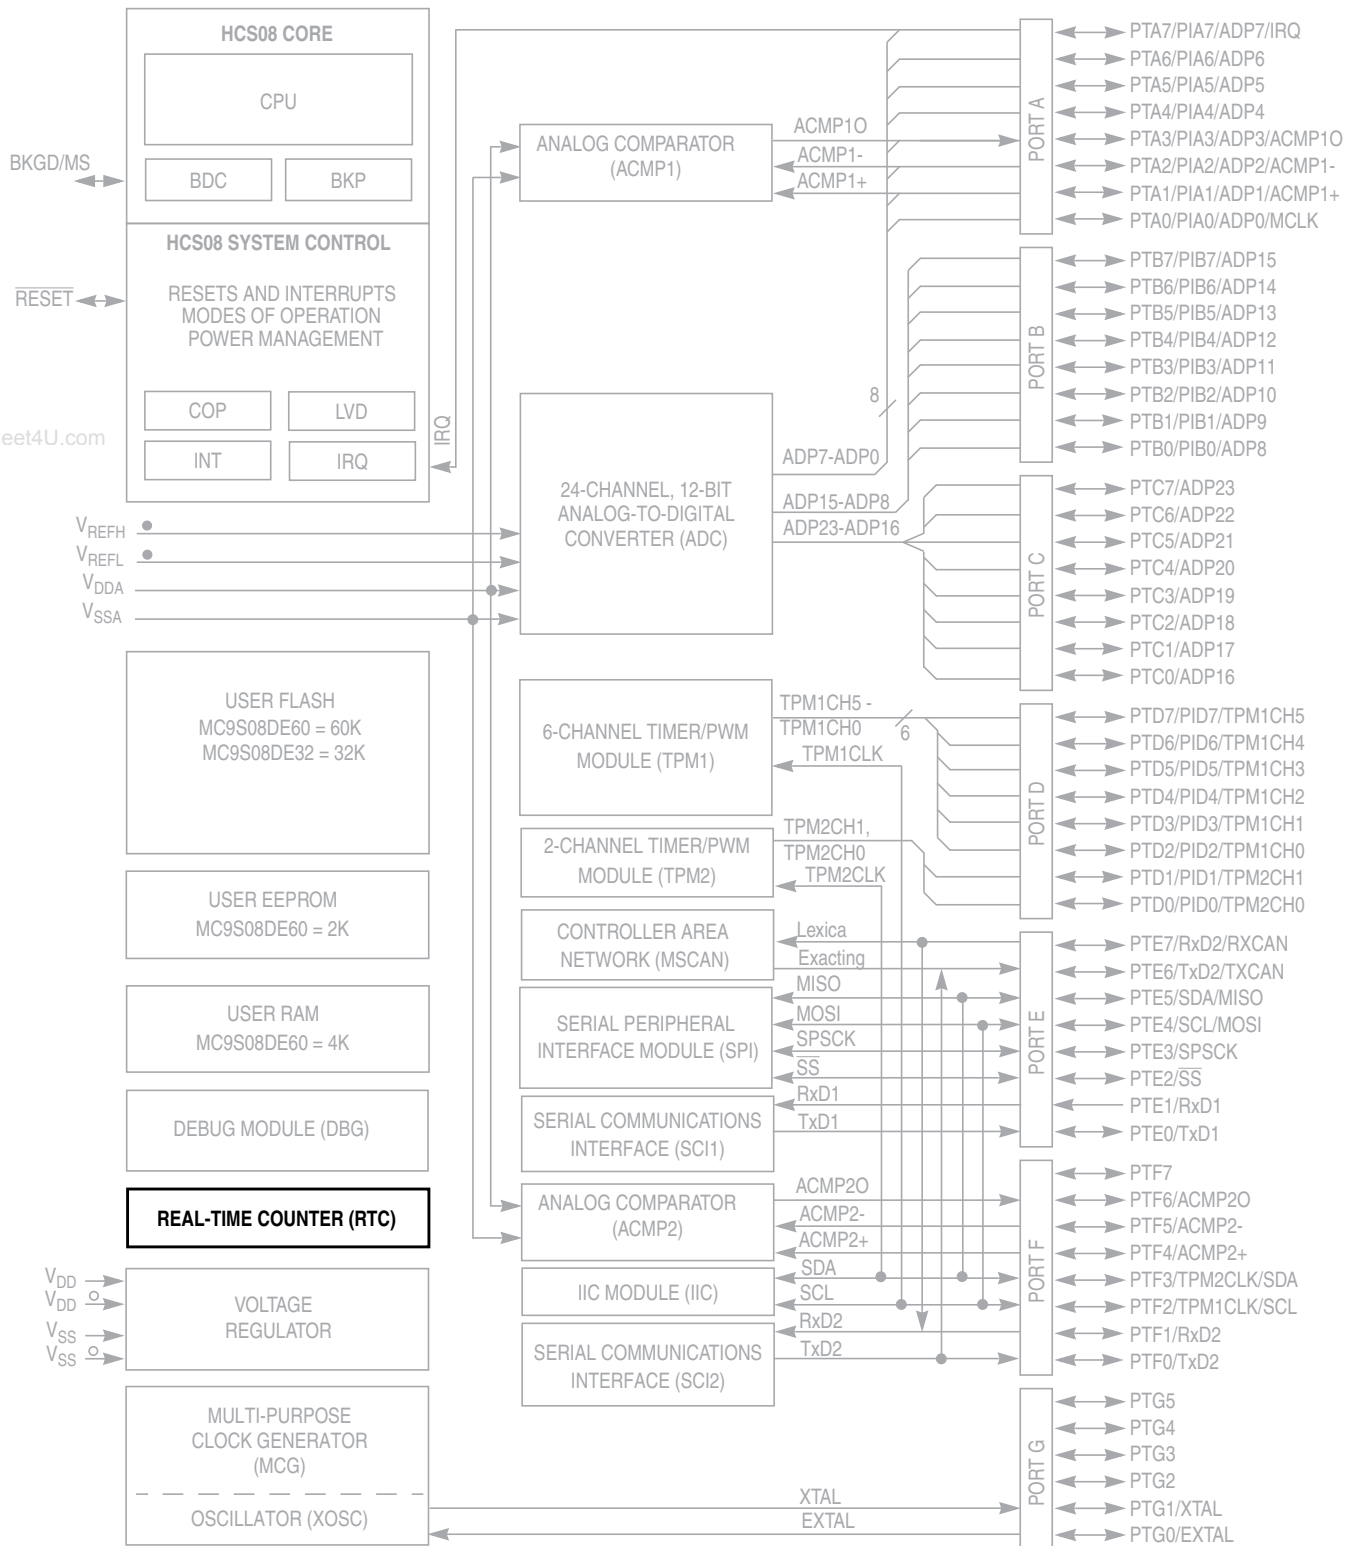 HCS08 CORE
CPU
BDC
BKP
BKGD/MS
HCS08 SYSTEM CONTROL
RESETS AND INTERRUPTS
MODES OF OPERATION
POWER MANAGEMENT
RESET
COP
LVD
INT
IRQ
IRQ
eet4U.com
VREFH
VREFL
VDDA
VSSA
USER FLASH
MC9S08DE60 = 60K
MC9S08DE32 = 32K
USER EEPROM
MC9S08DE60 = 2K
USER RAM
MC9S08DE60 = 4K
DEBUG MODULE (DBG)
REAL-TIME COUNTER (RTC)
VDD
VDD
VSS
VSS
VOLTAGE
REGULATOR
MULTI-PURPOSE
CLOCK GENERATOR
(MCG)
OSCILLATOR (XOSC)
ANALOG COMPARATOR
(ACMP1)
ACMP1O
ACMP1-
ACMP1+
24-CHANNEL, 12-BIT
ANALOG-TO-DIGITAL
CONVERTER (ADC)
8
ADP7-ADP0
ADP15-ADP8
ADP23-ADP16
6-CHANNEL TIMER/PWM
MODULE (TPM1)
TPM1CH5 -
TPM1CH0
6
TPM1CLK
2-CHANNEL TIMER/PWM
MODULE (TPM2)
TPM2CH1,
TPM2CH0
TPM2CLK
CONTROLLER AREA
NETWORK (MSCAN)
Lexica
Exacting
SERIAL PERIPHERAL
INTERFACE MODULE (SPI)
MISO
MOSI
SPSCK
SS
SERIAL COMMUNICATIONS
INTERFACE (SCI1)
RxD1
TxD1
ANALOG COMPARATOR
(ACMP2)
ACMP2O
ACMP2-
ACMP2+
IIC MODULE (IIC)
SDA
SCL
SERIAL COMMUNICATIONS
INTERFACE (SCI2)
RxD2
TxD2
XTAL
EXTAL
PORT A
PTA7/PIA7/ADP7/IRQ
PTA6/PIA6/ADP6
PTA5/PIA5/ADP5
PTA4/PIA4/ADP4
PTA3/PIA3/ADP3/ACMP1O
PTA2/PIA2/ADP2/ACMP1-
PTA1/PIA1/ADP1/ACMP1+
PTA0/PIA0/ADP0/MCLK
PORT B
PTB7/PIB7/ADP15
PTB6/PIB6/ADP14
PTB5/PIB5/ADP13
PTB4/PIB4/ADP12
PTB3/PIB3/ADP11
PTB2/PIB2/ADP10
PTB1/PIB1/ADP9
PTB0/PIB0/ADP8
PORT C
PTC7/ADP23
PTC6/ADP22
PTC5/ADP21
PTC4/ADP20
PTC3/ADP19
PTC2/ADP18
PTC1/ADP17
PTC0/ADP16
PORT D
PTD7/PID7/TPM1CH5
PTD6/PID6/TPM1CH4
PTD5/PID5/TPM1CH3
PTD4/PID4/TPM1CH2
PTD3/PID3/TPM1CH1
PTD2/PID2/TPM1CH0
PTD1/PID1/TPM2CH1
PTD0/PID0/TPM2CH0
PORT E
PTE7/RxD2/RXCAN
PTE6/TxD2/TXCAN
PTE5/SDA/MISO
PTE4/SCL/MOSI
PTE3/SPSCK
PTE2/SS
PTE1/RxD1
PTE0/TxD1
PORT F
PTF7
PTF6/ACMP2O
PTF5/ACMP2-
PTF4/ACMP2+
PTF3/TPM2CLK/SDA
PTF2/TPM1CLK/SCL
PTF1/RxD2
PTF0/TxD2
PORT G
PTG5
PTG4
PTG3
PTG2
PTG1/XTAL
PTG0/EXTAL